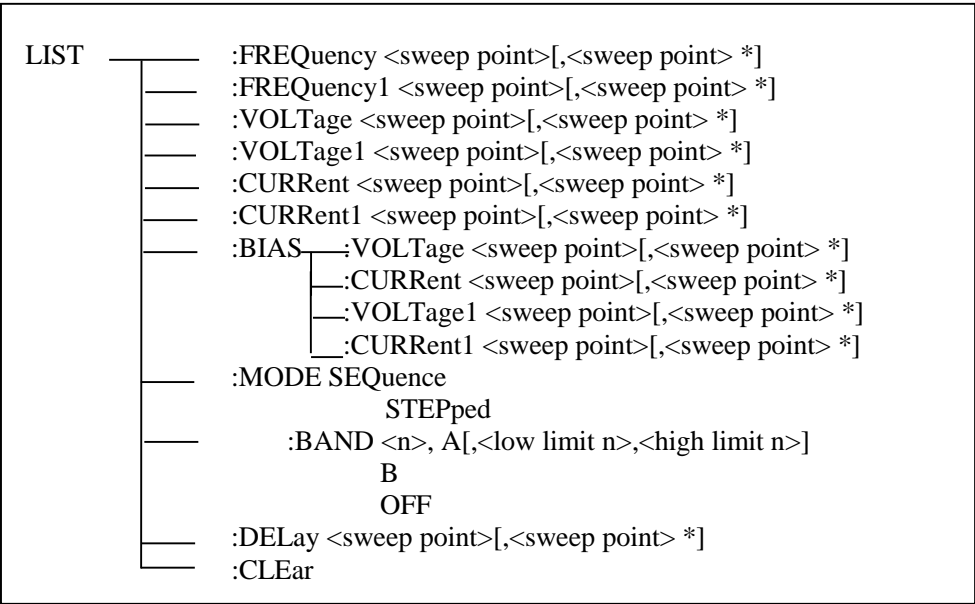 LIST :FREQuency <sweep point>[,<sweep point> *]
:FREQuency1 <sweep point>[,<sweep point> *]
:VOLTage <sweep point>[,<sweep point> *]
:VOLTage1 <sweep point>[,<sweep point> *]
:CURRent <sweep point>[,<sweep point> *]
:CURRent1 <sweep point>[,<sweep point> *]
:BIAS :VOLTage <sweep point>[,<sweep point> *]
:CURRent <sweep point>[,<sweep point> *]
:VOLTage1 <sweep point>[,<sweep point> *]
:CURRent1 <sweep point>[,<sweep point> *]
:MODE SEQuence
STEPped
:BAND <n>, A[,<low limit n>,<high limit n>]
B
OFF
:DELay <sweep point>[,<sweep point> *]
:CLEar